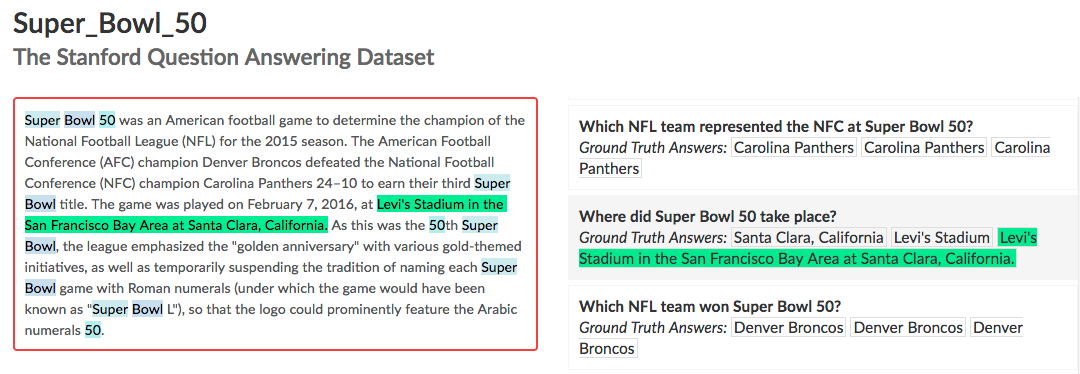 Super_Bowl_50
The Stanford Question Answering Dataset
Super Bowl 50 was an American football game to determine the champion of the
National Football League (NFL) for the 2015 season. The American Football
Conference (AFC) champion Denver Broncos defeated the National Football
Conference (NFC) champion Carolina Panthers 24–10 to earn their third Super
Bowl title. The game was played on February 7, 2016, at Levi's Stadium in the
San Francisco Bay Area at Santa Clara, California. As this was the 50th Super
Bowl, the league emphasized the "golden anniversary" with various gold-themed
initiatives, as well as temporarily suspending the tradition of naming each Super
Bowl game with Roman numerals (under which the game would have been
known as "Super Bowl L"), so that the logo could prominently feature the Arabic
numerals 50.
Which NFL team represented the NFC at Super Bowl 50?
Ground Truth Answers: Carolina Panthers Carolina Panthers Carolina
Panthers
Where did Super Bowl 50 take place?
Ground Truth Answers: Santa Clara, California Levi's Stadium Levi's
Stadium in the San Francisco Bay Area at Santa Clara, California.
Which NFL team won Super Bowl 50?
Ground Truth Answers: Denver Broncos Denver Broncos Denver
Broncos